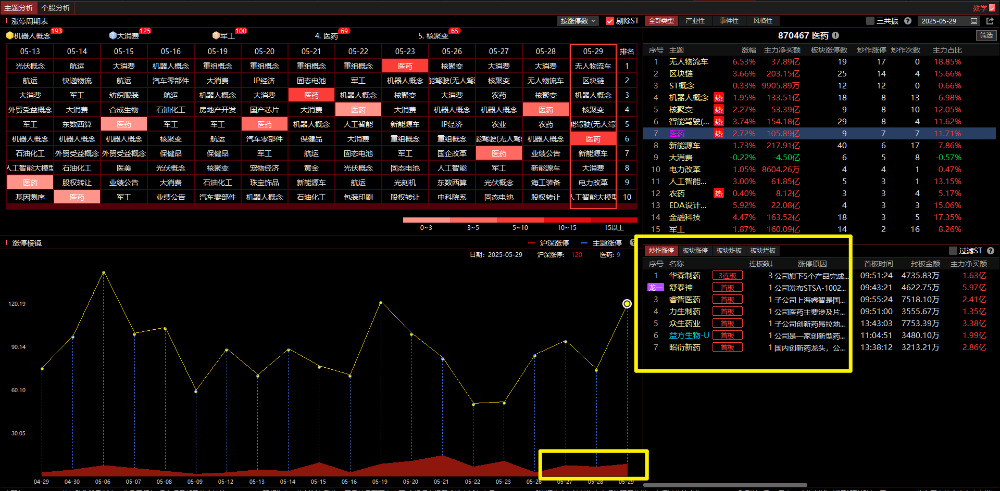 主题分析 个股分析
教学
涨停周期表 按涨停数 剔除ST
1 机器人概念 193 2 大消费 125 3 军工 100 4. 医药 69 5. 核聚变 65
05-13 05-14 05-15 05-16 05-19 05-20 05-21 05-22 05-23 05-26 05-27 05-28 05-29 排名
光伏概念 航运 大消费 机器人概念 重组概念 重组概念 重组概念 重组概念 医药 核聚变 大消费 大消费 无人物流车 1
航运 快递物流 航运 汽车零部件 大消费 IP经济 固态电池 军工 机器人概念 能驾驶(无人驾 核聚变 无人物流车 区块链 2
大消费 军工 纺织服装 航运 机器人概念 大消费 医药 机器人概念 核聚变 大消费 农药 核聚变 机器人概念 3
外贸受益概念 大消费 合成生物 石油化工 房地产开发 国产芯片 大消费 医药 大消费 机器人概念 机器人概念 医药 核聚变 4
军工 东数西算 医药 军工 军工 医药 机器人概念 人工智能 新能源车 IP经济 农业 农药 能驾驶(无人驾 5
机器人概念 机器人概念 机器人概念 核聚变 航运 汽车零部件 保健品 大消费 重组概念 重组概念 能驾驶(无人驾 机器人概念 医药 6
石油化工 外贸受益概念 外贸受益概念 保健品 保健品 军工 航运 固态电池 军工 国企改革 医药 业绩公告 新能源车 7
人工智能大模型 石油化工 医美 光伏概念 核聚变 宠物经济 黄金 光伏概念 固态电池 人工智能 军工 新能源车 大消费 8
医药 股权转让 业绩公告 大消费 石油化工 珠宝饰品 新能源车 航运 光刻机 东数西算 光伏概念 海工装备 电力改革 9
基因测序 医药 军工 业绩公告 汽车零部件 机器人概念 石油化工 包装印刷 股权转让 中科院系 固态电池 股权转让 人工智能大模型 10
0~3 3~5 5~10 10~15 15以上
涨停棱镜 沪深涨停 主题涨停 ?
日期: 2025-05-29 沪深涨停: 120 医药: 9
120.19
90.14
60.10
30.05
04-29 04-30 05-06 05-07 05-08 05-09 05-12 05-13 05-14 05-15 05-16 05-19 05-20 05-21 05-22 05-23 05-26 05-27 05-28 05-29
全部类型 产业性 事件性 风格性 三共振 ? 2025-05-29
870467 医药 筛选
序号 主题 涨幅 主力净买额 板块涨停数 炒作涨停 炒作次数 主力占比
1 无人物流车 6.53% 37.89亿 19 17 0 18.85%
2 区块链 3.66% 203.15亿 25 14 4 15.66%
3 ST概念 0.33% 9905.89万 12 12 0 0.66%
4 机器人概念 热 1.95% 133.51亿 18 8 13 6.98%
5 核聚变 热 2.27% 53.39亿 9 8 10 12.05%
6 智能驾驶(... 热 3.74% 154.18亿 29 8 4 11.62%
7 医药 热 2.72% 105.89亿 9 7 7 11.71%
8 新能源车 1.73% 217.91亿 40 6 17 7.86%
9 大消费 -0.22% -4.50亿 6 5 8 -0.57%
10 电力改革 1.05% 8604.26万 4 4 1 0.47%
11 人工智能... 3.00% 61.85亿 5 3 1 13.15%
12 农药 热 0.40% 8.12亿 3 3 4 5.17%
13 EDA设计... 5.92% 22.08亿 4 3 3 15.06%
14 金融科技 4.47% 163.52亿 18 3 5 17.35%
15 军工 1.87% 160.09亿 14 2 16 8.26%
炒作涨停 板块涨停 板块炸板 板块烂板 过滤ST ?
序号 名称 连板数↓ 涨停原因 首板时间 封板金额 主力净买额
1 华森制药 3连板 3 公司旗下5个产品完成... 09:51:24 4735.83万 1.63亿
龙一 舒泰神 首板 1 公司发布STSA-1002... 09:43:21 4622.75万 5.97亿
3 睿智医药 首板 1 子公司上海睿智是国... 09:55:24 7518.10万 2.41亿
4 力生制药 首板 1 公司医药主要涉及片... 09:51:00 3555.67万 1.35亿
5 众生药业 首板 1 子公司创新药昂拉地... 13:43:03 7753.39万 3.38亿
6 益方生物-U 首板 1 公司是一家创新型药... 11:04:51 3480.10万 1.99亿
7 昭衍新药 首板 1 国内创新药龙头，公... 13:38:12 3213.21万 2.86亿